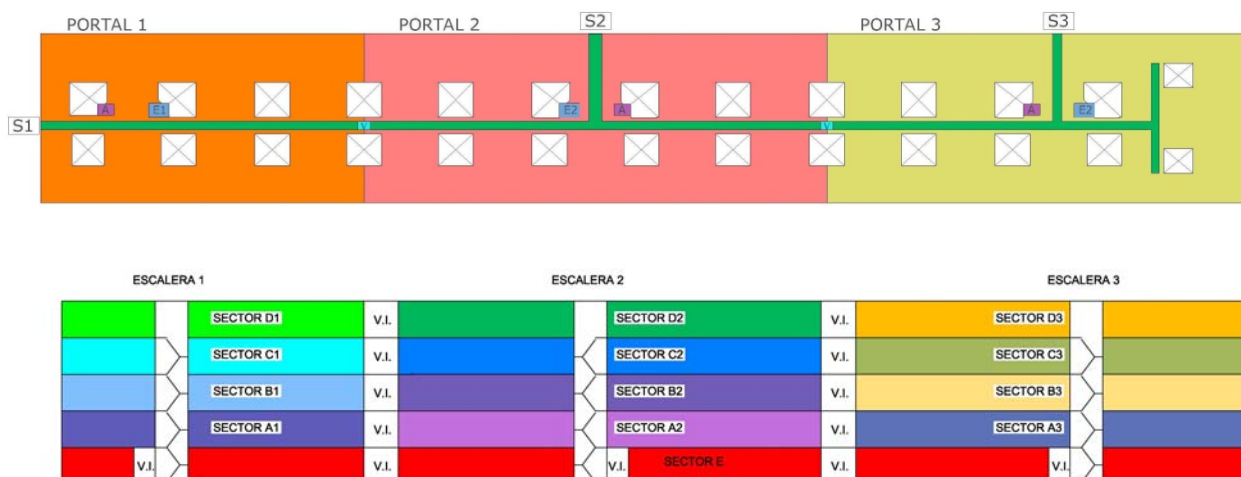 PORTAL 1 PORTAL 2 S2 PORTAL 3 S3
A E1 E2 A A E2
S1 V V
ESCALERA 1 ESCALERA 2 ESCALERA 3
SECTOR D1 V.I. SECTOR D2 V.I. SECTOR D3
SECTOR C1 V.I. SECTOR C2 V.I. SECTOR C3
SECTOR B1 V.I. SECTOR B2 V.I. SECTOR B3
SECTOR A1 V.I. SECTOR A2 V.I. SECTOR A3
V.I. V.I. V.I. SECTOR E V.I. V.I.